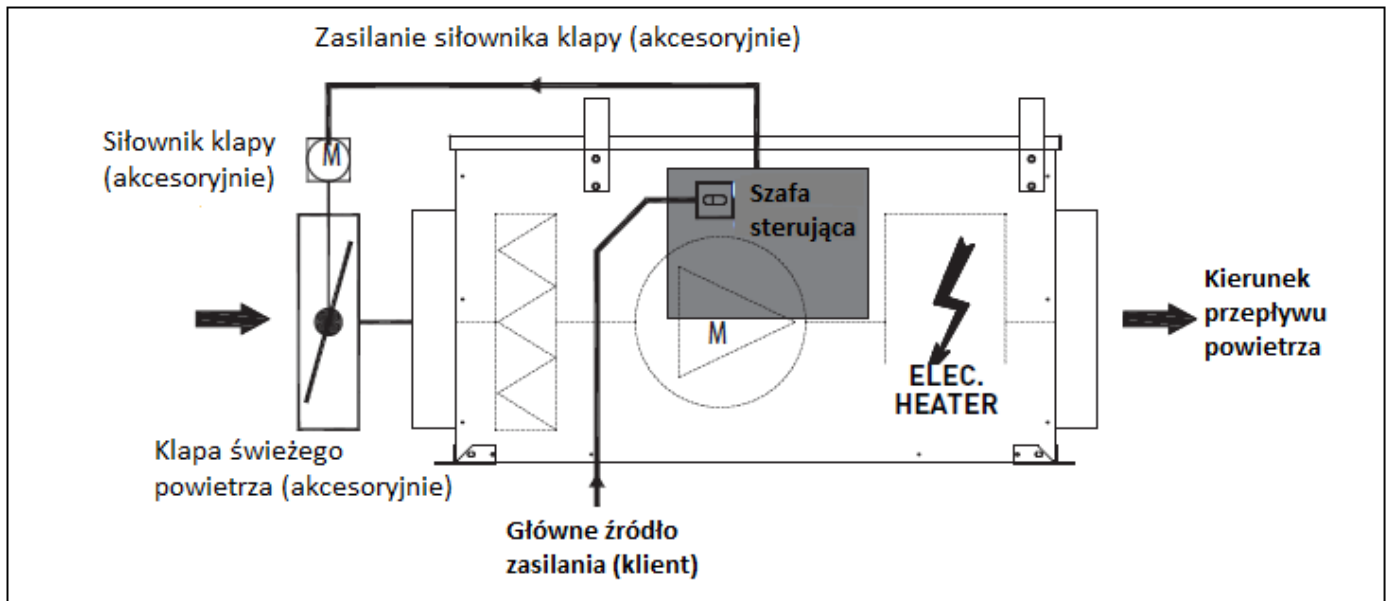 Zasilanie siłownika klapy (akcesoryjnie)
Siłownik klapy
(akcesoryjnie)
M
Szafa
sterująca
M
ELEC.
HEATER
Kierunek
przepływu
powietrza
Klapa świeżego
powietrza (akcesoryjnie)
Główne źródło
zasilania (klient)